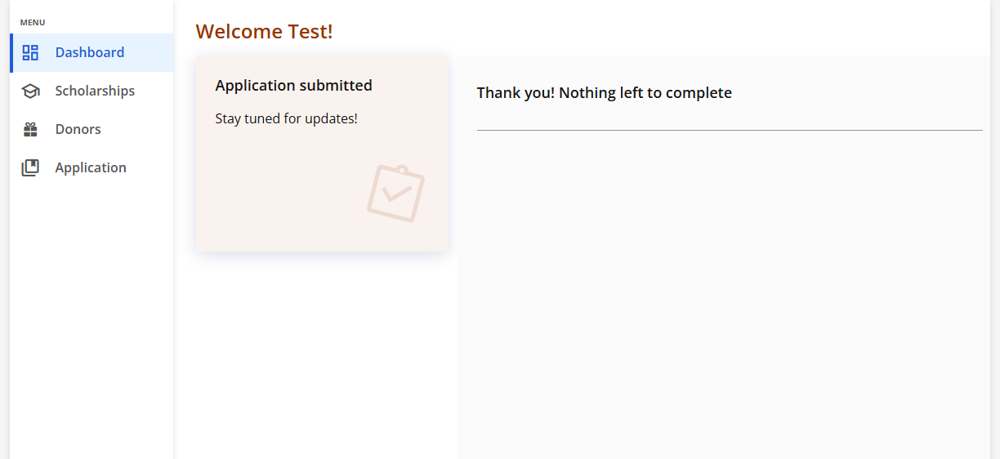 MENU
Dashboard
Scholarships
Donors
Application
Welcome Test!
Application submitted
Stay tuned for updates!
Thank you! Nothing left to complete